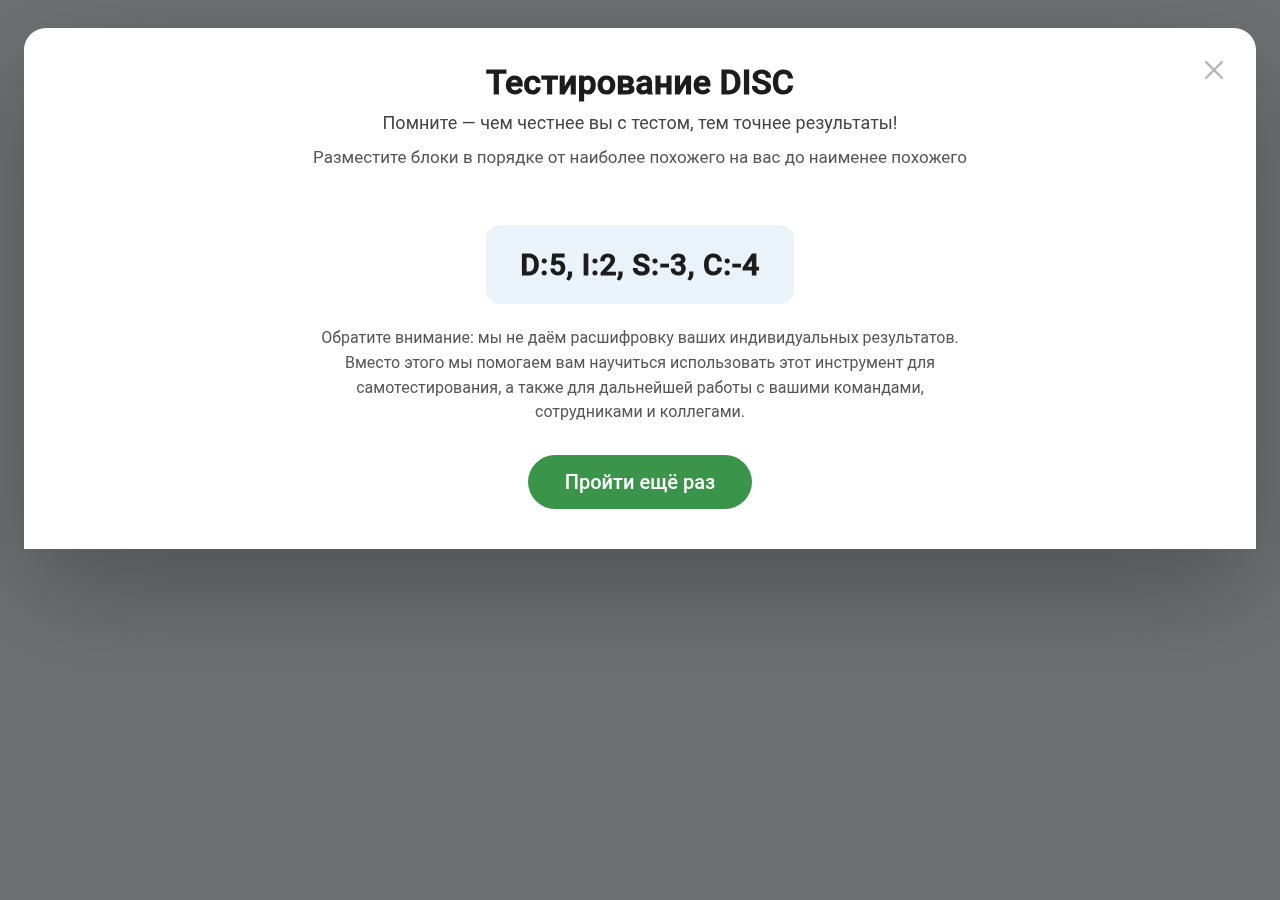 Тестирование DISC
Помните — чем честнее вы с тестом, тем точнее результаты!
Разместите блоки в порядке от наиболее похожего на вас до наименее похожего
D:5, I:2, S:-3, C:-4
Обратите внимание: мы не даём расшифровку ваших индивидуальных результатов.
Вместо этого мы помогаем вам научиться использовать этот инструмент для
самотестирования, а также для дальнейшей работы с вашими командами,
сотрудниками и коллегами.
Пройти ещё раз